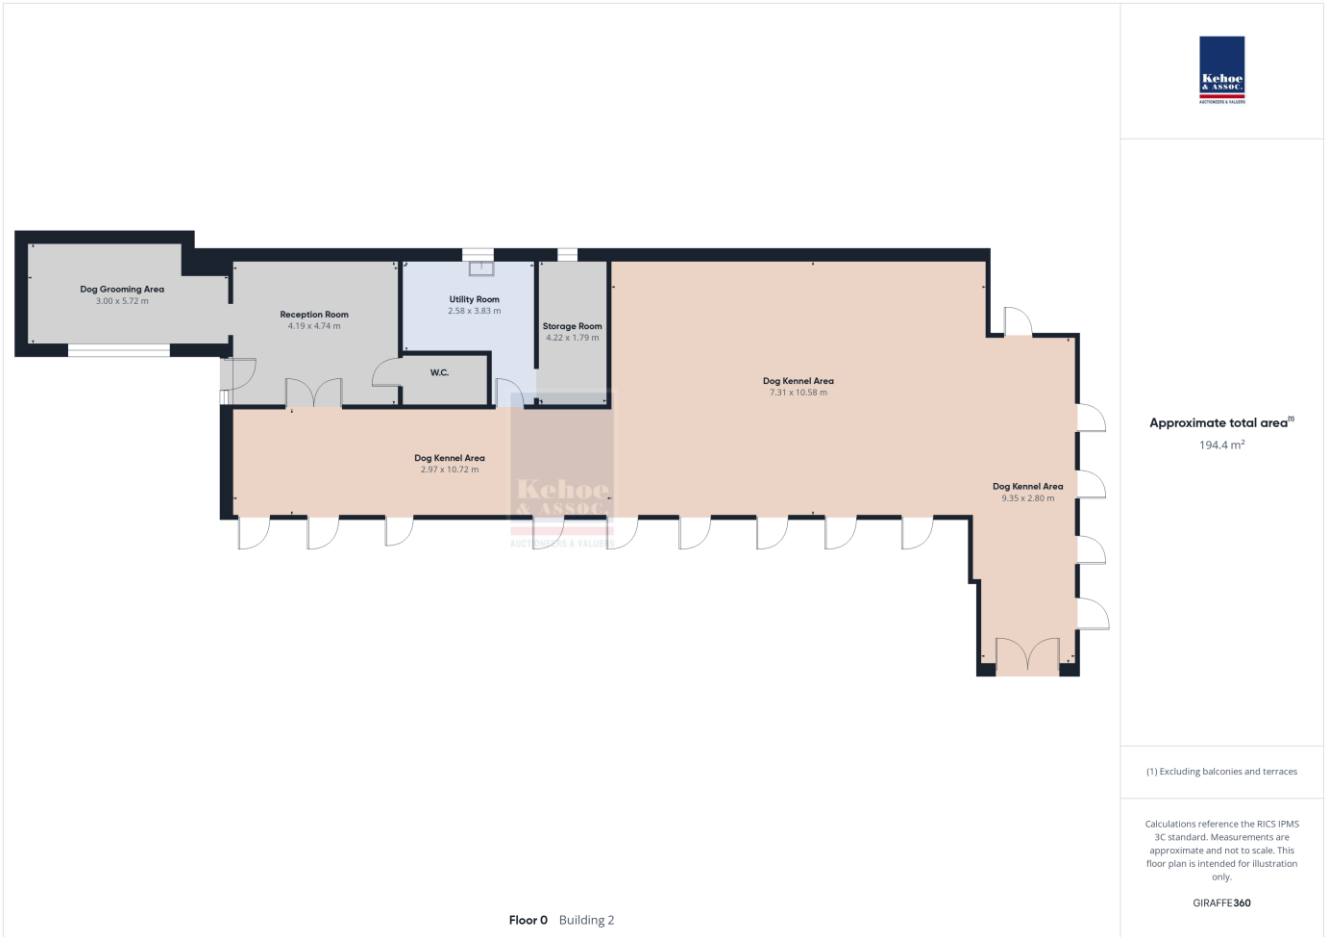 Kehoe
& ASSOC.
AUCTIONEERS & VALUERS
Dog Grooming Area
3.00 x 5.72 m
Reception Room
4.19 x 4.74 m
Utility Room
2.58 x 3.83 m
Storage Room
4.22 x 1.79 m
W.C.
Dog Kennel Area
7.31 x 10.58 m
Dog Kennel Area
2.97 x 10.72 m
Dog Kennel Area
9.35 x 2.80 m
Kehoe
& ASSOC.
AUCTIONEERS & VALUERS
Approximate total area(1)
194.4 m²
(1) Excluding balconies and terraces
Calculations reference the RICS IPMS
3C standard. Measurements are
approximate and not to scale. This
floor plan is intended for illustration
only.
GIRAFFE360
Floor 0 Building 2